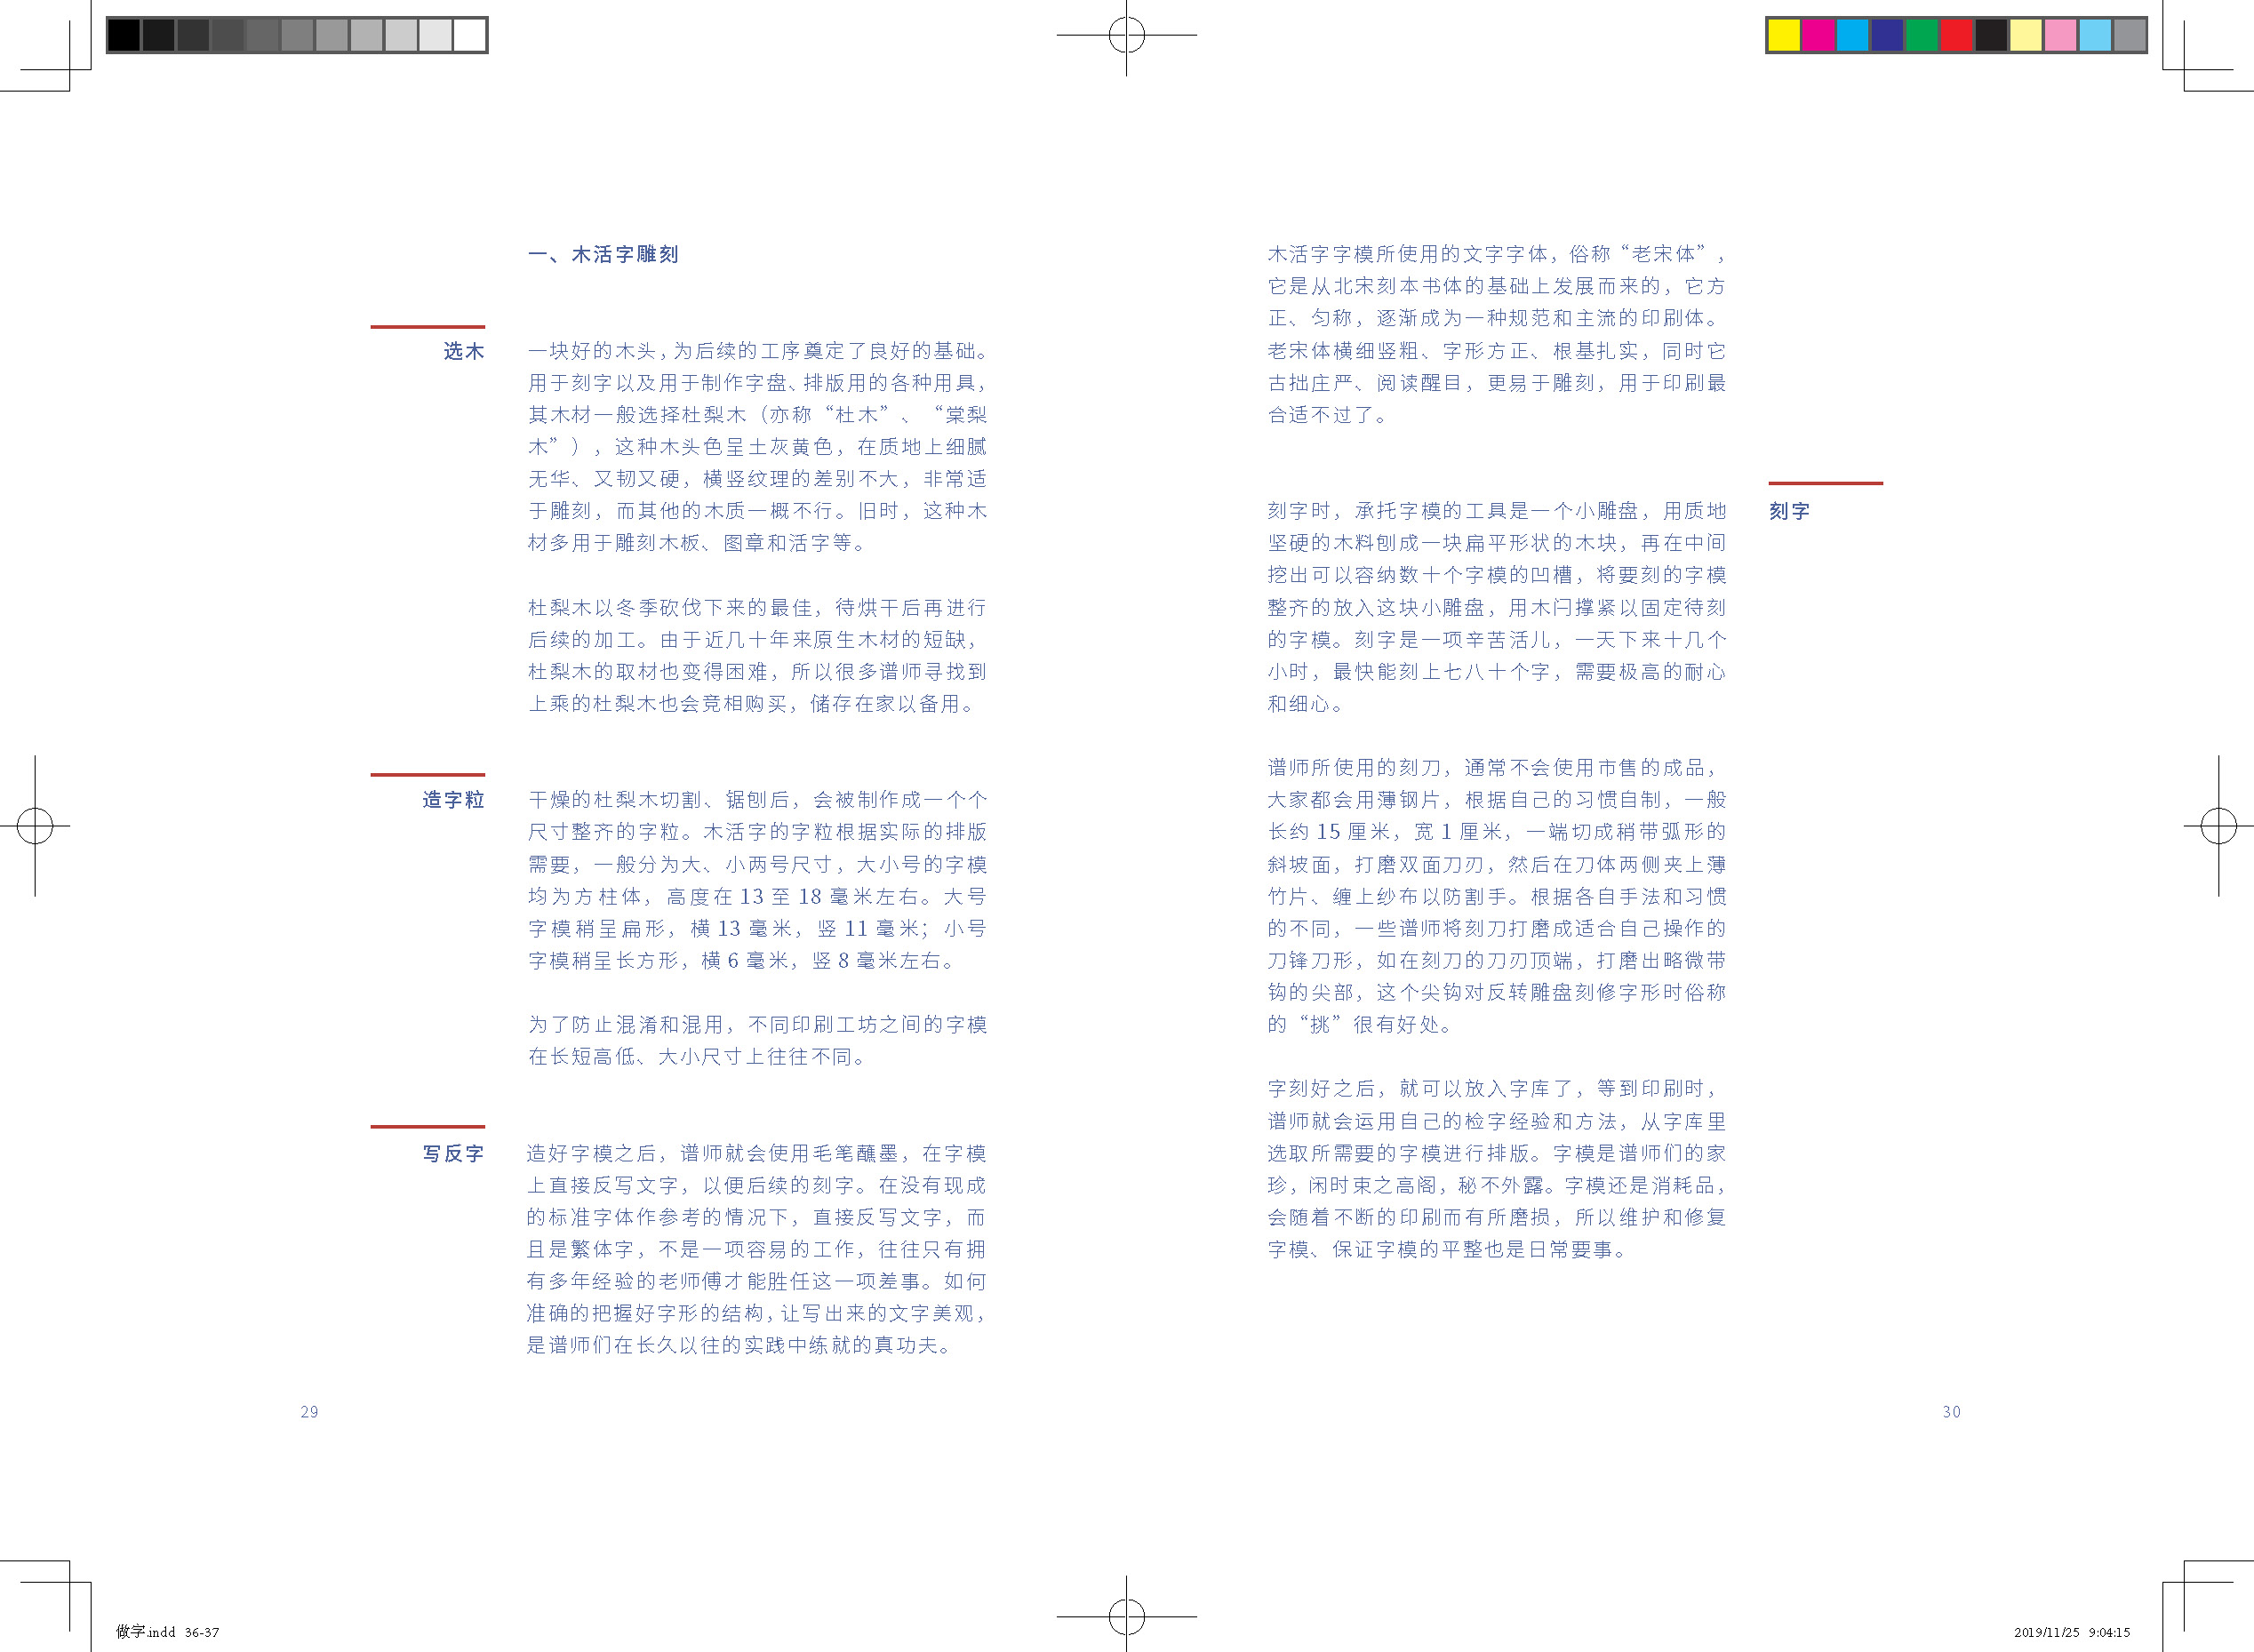 一、木活字雕刻
选木
一块好的木头，为后续的工序奠定了良好的基础。
用于刻字以及用于制作字盘、排版用的各种用具，
其木材一般选择杜梨木（亦称“杜木”、“棠梨
木”），这种木头色呈土灰黄色，在质地上细腻
无华、又韧又硬，横竖纹理的差别不大，非常适
于雕刻，而其他的木质一概不行。旧时，这种木
材多用于雕刻木板、图章和活字等。
杜梨木以冬季砍伐下来的最佳，待烘干后再进行
后续的加工。由于近几十年来原生木材的短缺，
杜梨木的取材也变得困难，所以很多谱师寻找到
上乘的杜梨木也会竞相购买，储存在家以备用。
造字粒
干燥的杜梨木切割、锯刨后，会被制作成一个个
尺寸整齐的字粒。木活字的字粒根据实际的排版
需要，一般分为大、小两号尺寸，大小号的字模
均为方柱体，高度在 13 至 18 毫米左右。大号
字模稍呈扁形，横 13 毫米，竖 11 毫米；小号
字模稍呈长方形，横 6 毫米，竖 8 毫米左右。
为了防止混淆和混用，不同印刷工坊之间的字模
在长短高低、大小尺寸上往往不同。
写反字
造好字模之后，谱师就会使用毛笔蘸墨，在字模
上直接反写文字，以便后续的刻字。在没有现成
的标准字体作参考的情况下，直接反写文字，而
且是繁体字，不是一项容易的工作，往往只有拥
有多年经验的老师傅才能胜任这一项差事。如何
准确的把握好字形的结构，让写出来的文字美观，
是谱师们在长久以往的实践中练就的真功夫。
29
木活字字模所使用的文字字体，俗称“老宋体”，
它是从北宋刻本书体的基础上发展而来的，它方
正、匀称，逐渐成为一种规范和主流的印刷体。
老宋体横细竖粗、字形方正、根基扎实，同时它
古拙庄严、阅读醒目，更易于雕刻，用于印刷最
合适不过了。
刻字
刻字时，承托字模的工具是一个小雕盘，用质地
坚硬的木料刨成一块扁平形状的木块，再在中间
挖出可以容纳数十个字模的凹槽，将要刻的字模
整齐的放入这块小雕盘，用木闩撑紧以固定待刻
的字模。刻字是一项辛苦活儿，一天下来十几个
小时，最快能刻上七八十个字，需要极高的耐心
和细心。
谱师所使用的刻刀，通常不会使用市售的成品，
大家都会用薄钢片，根据自己的习惯自制，一般
长约 15 厘米，宽 1 厘米，一端切成稍带弧形的
斜坡面，打磨双面刀刃，然后在刀体两侧夹上薄
竹片、缠上纱布以防割手。根据各自手法和习惯
的不同，一些谱师将刻刀打磨成适合自己操作的
刀锋刀形，如在刻刀的刀刃顶端，打磨出略微带
钩的尖部，这个尖钩对反转雕盘刻修字形时俗称
的“挑”很有好处。
字刻好之后，就可以放入字库了，等到印刷时，
谱师就会运用自己的检字经验和方法，从字库里
选取所需要的字模进行排版。字模是谱师们的家
珍，闲时束之高阁，秘不外露。字模还是消耗品，
会随着不断的印刷而有所磨损，所以维护和修复
字模、保证字模的平整也是日常要事。
30
做字.indd   36-37
2019/11/25   9:04:15